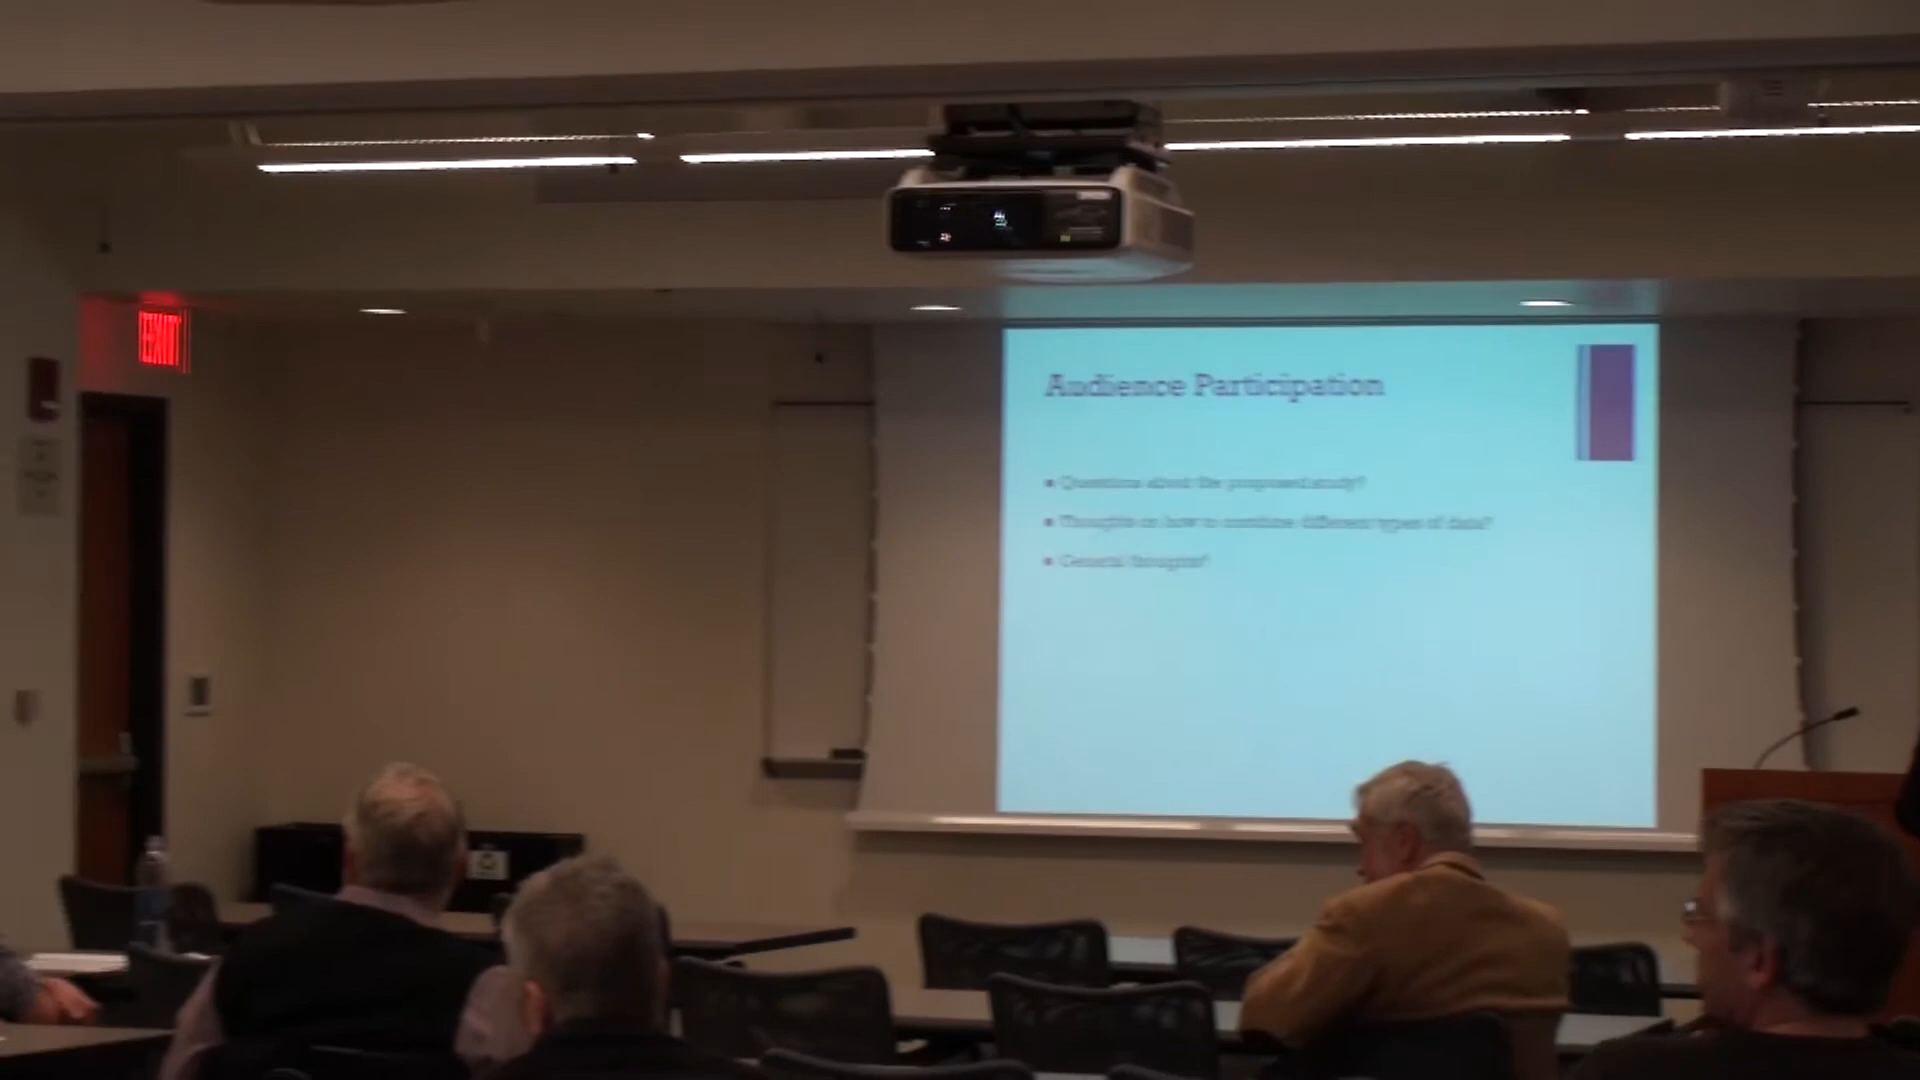 EXIT
Audience Participation
Questions about the proposed study?
Thoughts on how to combine different types of data?
General thoughts?